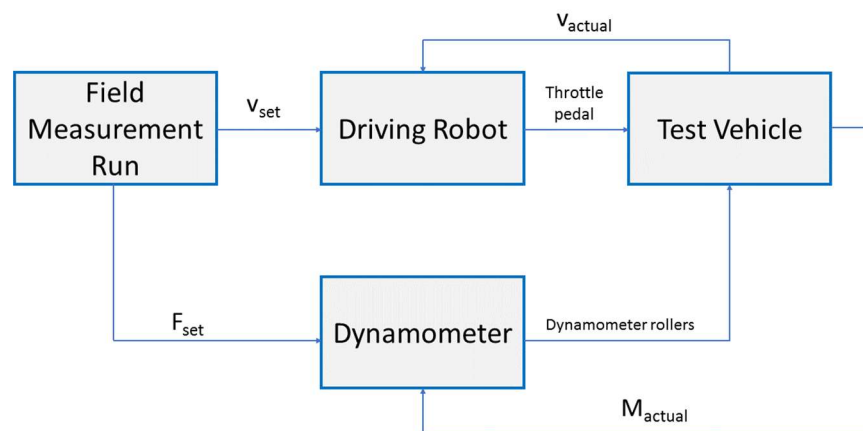 v_actual
Field
Measurement
Run
v_set
Driving Robot
Throttle
pedal
Test Vehicle
F_set
Dynamometer
Dynamometer rollers
M_actual